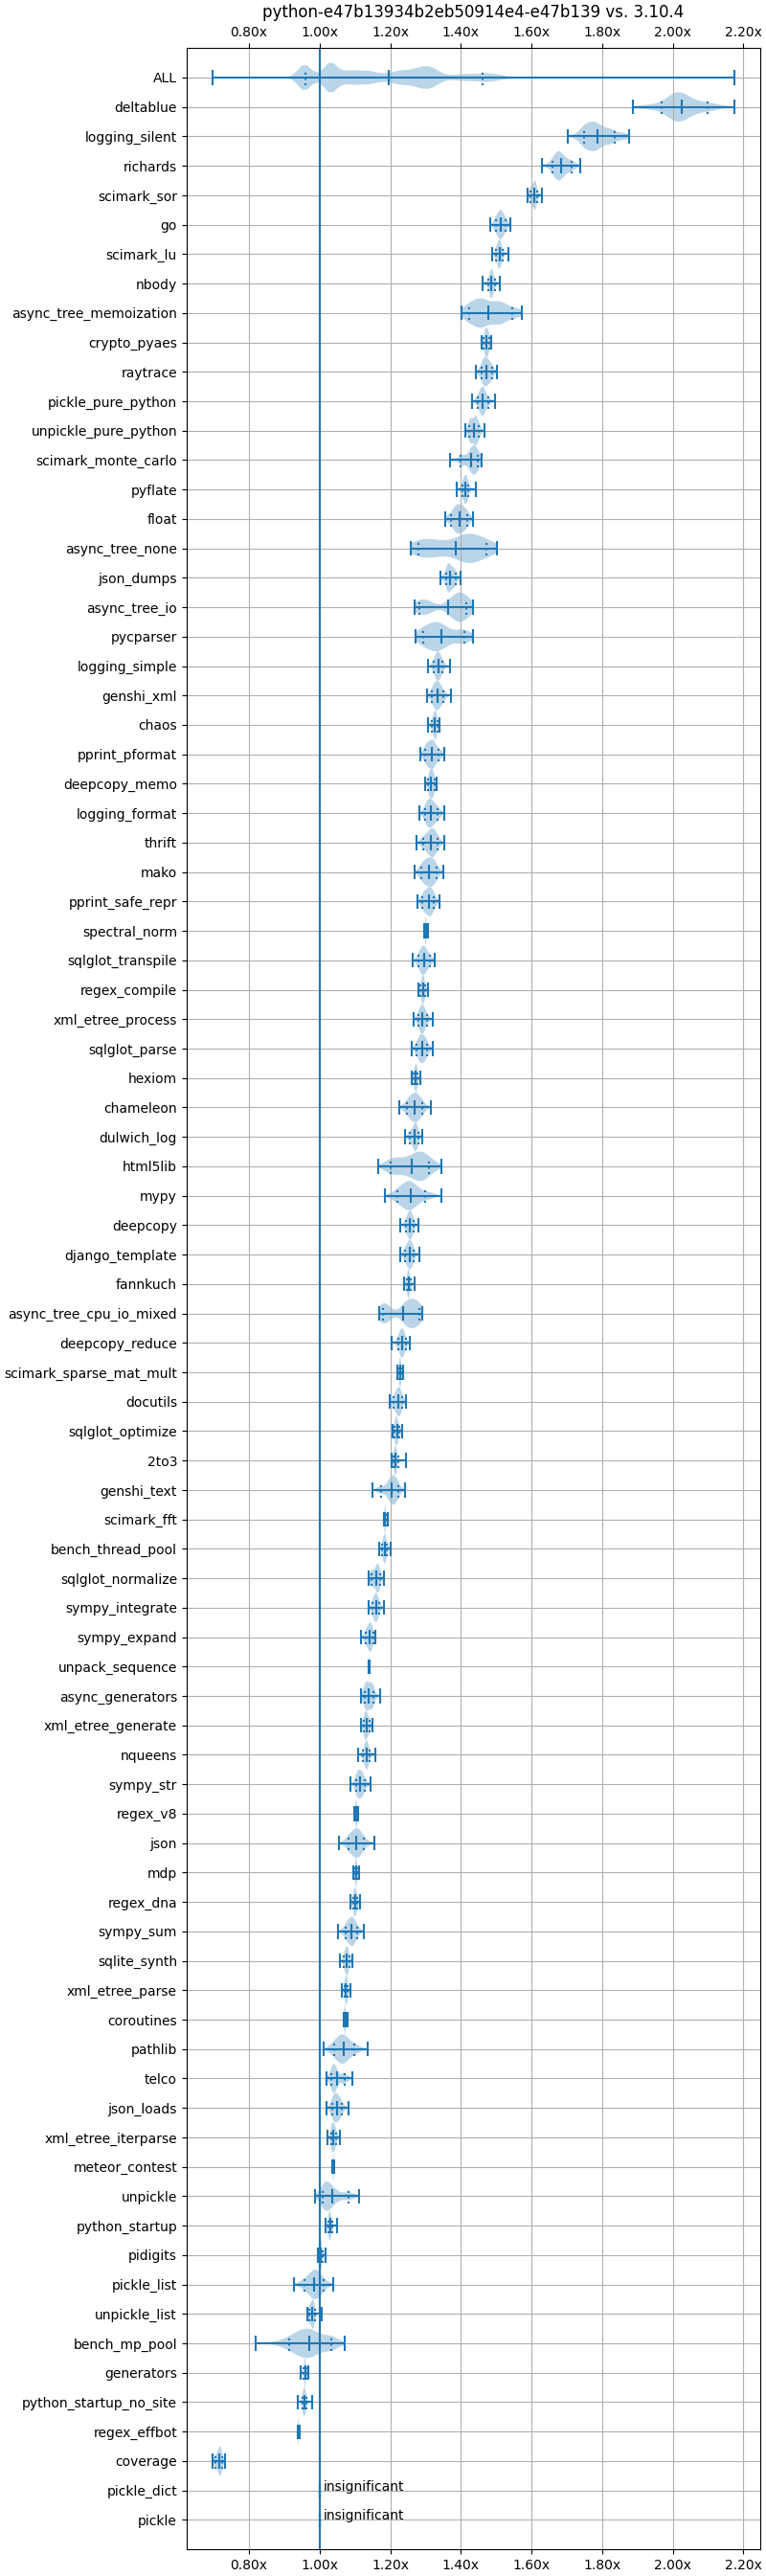 python-e47b13934b2eb50914e4-e47b139 vs. 3.10.4
0.80x 1.00x 1.20x 1.40x 1.60x 1.80x 2.00x 2.20x
ALL
deltablue
logging_silent
richards
scimark_sor
go
scimark_lu
nbody
async_tree_memoization
crypto_pyaes
raytrace
pickle_pure_python
unpickle_pure_python
scimark_monte_carlo
pyflate
float
async_tree_none
json_dumps
async_tree_io
pycparser
logging_simple
genshi_xml
chaos
pprint_pformat
deepcopy_memo
logging_format
thrift
mako
pprint_safe_repr
spectral_norm
sqlglot_transpile
regex_compile
xml_etree_process
sqlglot_parse
hexiom
chameleon
dulwich_log
html5lib
mypy
deepcopy
django_template
fannkuch
async_tree_cpu_io_mixed
deepcopy_reduce
scimark_sparse_mat_mult
docutils
sqlglot_optimize
2to3
genshi_text
scimark_fft
bench_thread_pool
sqlglot_normalize
sympy_integrate
sympy_expand
unpack_sequence
async_generators
xml_etree_generate
nqueens
sympy_str
regex_v8
json
mdp
regex_dna
sympy_sum
sqlite_synth
xml_etree_parse
coroutines
pathlib
telco
json_loads
xml_etree_iterparse
meteor_contest
unpickle
python_startup
pidigits
pickle_list
unpickle_list
bench_mp_pool
generators
python_startup_no_site
regex_effbot
coverage
pickle_dict insignificant
pickle insignificant
0.80x 1.00x 1.20x 1.40x 1.60x 1.80x 2.00x 2.20x